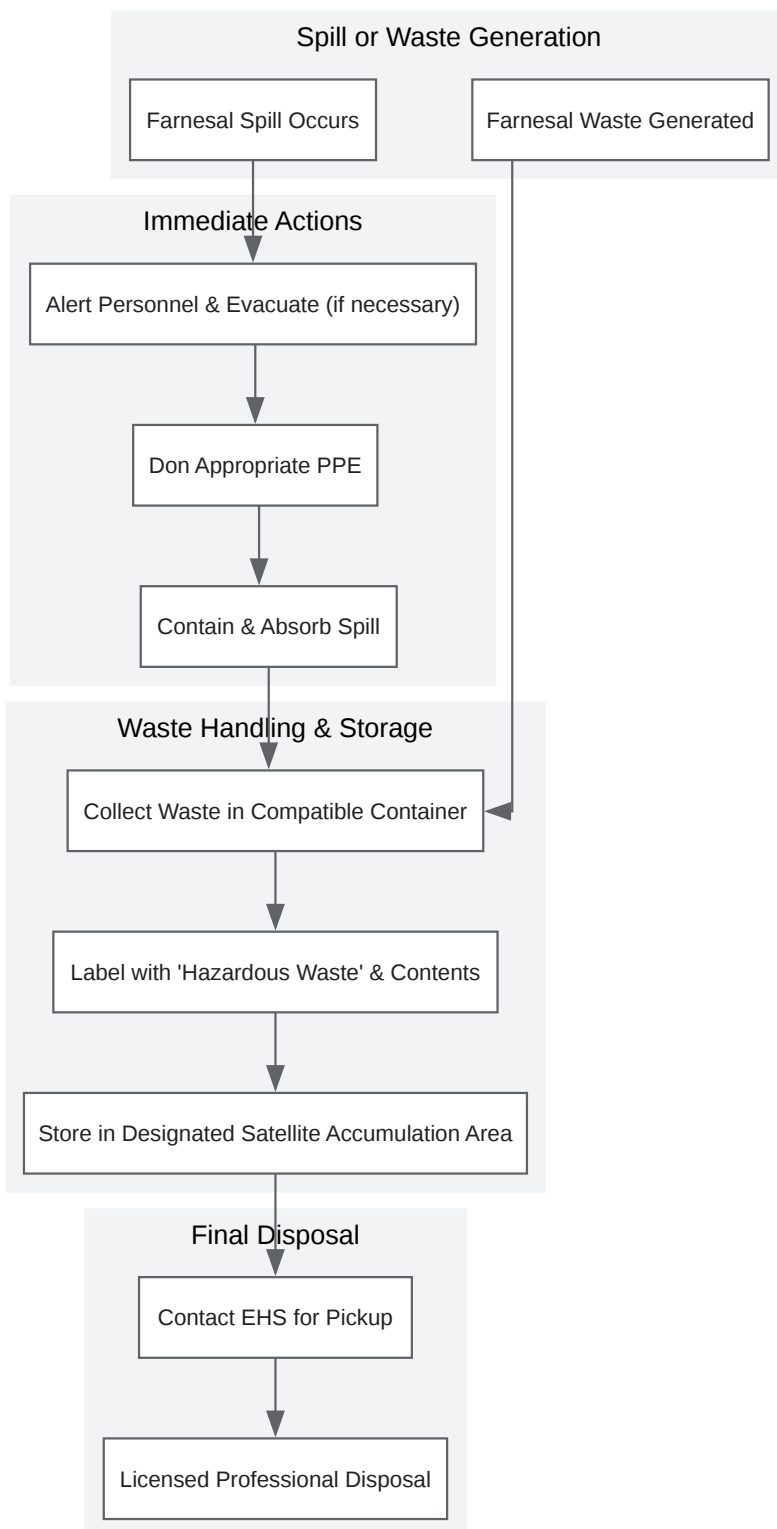 Spill or Waste Generation
Farnesal Spill Occurs
Farnesal Waste Generated
Immediate Actions
Alert Personnel & Evacuate (if necessary)
Don Appropriate PPE
Contain & Absorb Spill
Waste Handling & Storage
Collect Waste in Compatible Container
Label with 'Hazardous Waste' & Contents
Store in Designated Satellite Accumulation Area
Final Disposal
Contact EHS for Pickup
Licensed Professional Disposal